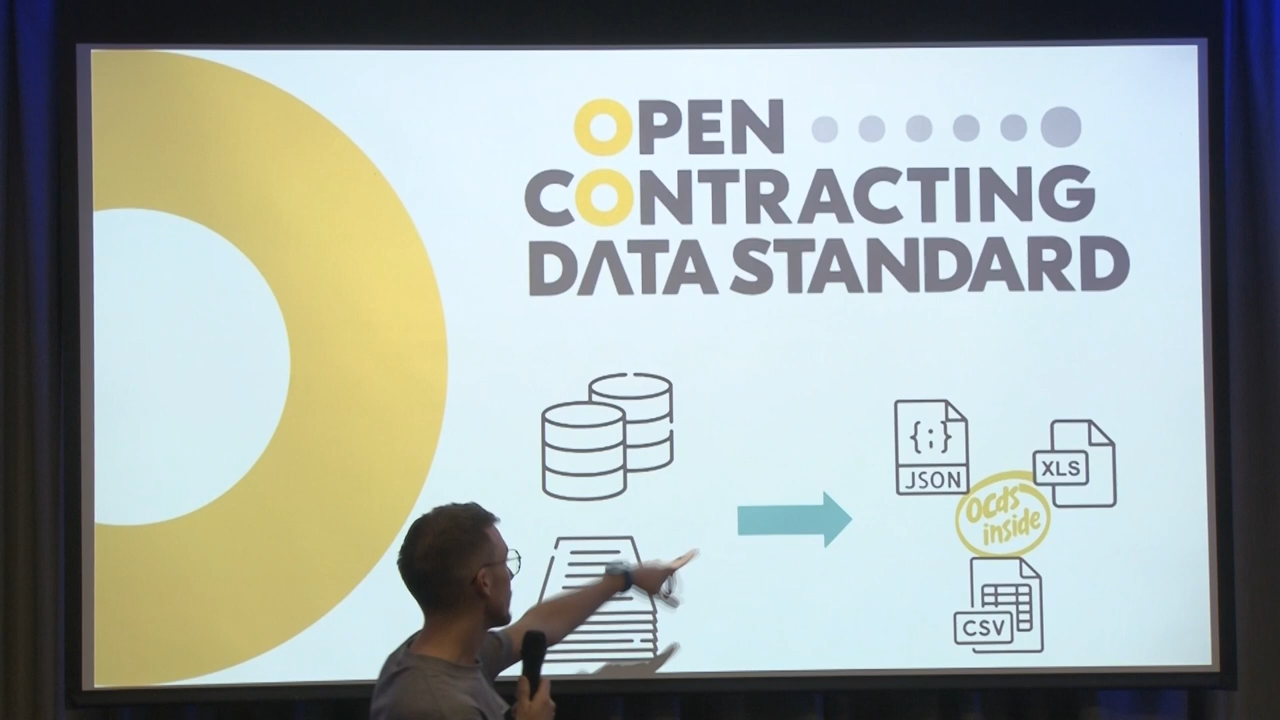 OPEN
CONTRACTING
DATA STANDARD
{;}
JSON
XLS
OCds
inside
CSV